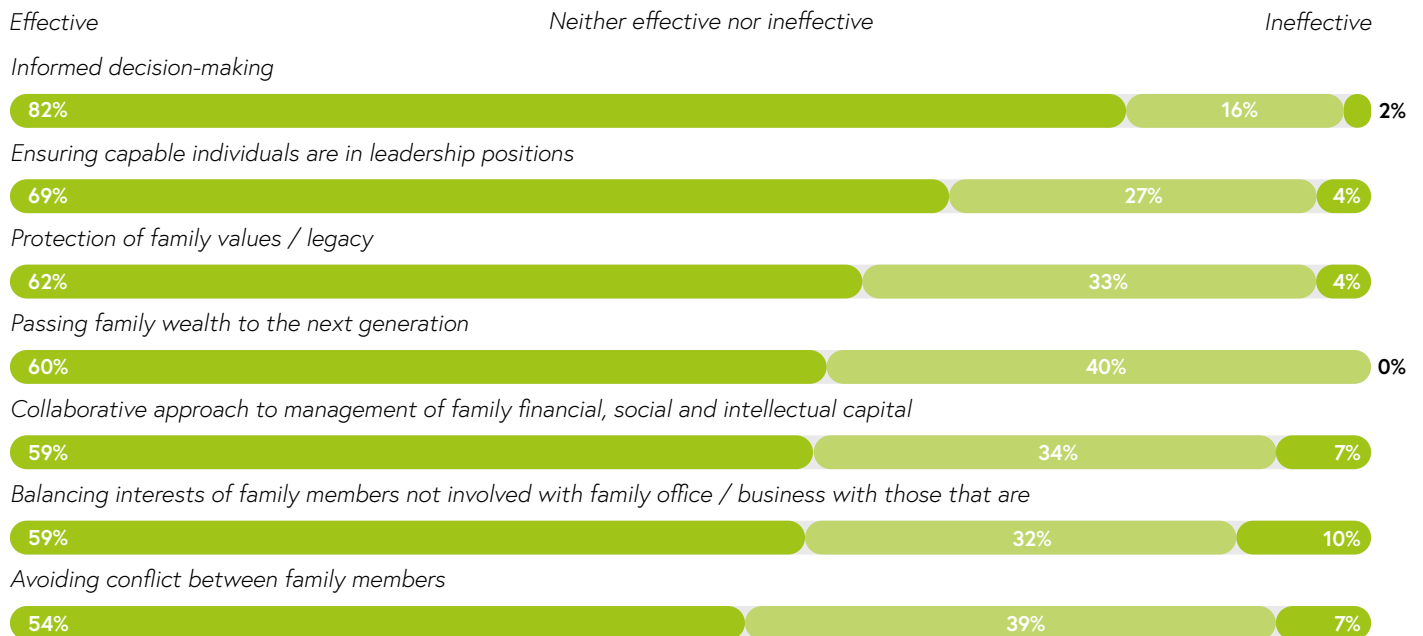 Effective Neither effective nor ineffective Ineffective
Informed decision-making
82% 16% 2%
Ensuring capable individuals are in leadership positions
69% 27% 4%
Protection of family values / legacy
62% 33% 4%
Passing family wealth to the next generation
60% 40% 0%
Collaborative approach to management of family financial, social and intellectual capital
59% 34% 7%
Balancing interests of family members not involved with family office / business with those that are
59% 32% 10%
Avoiding conflict between family members
54% 39% 7%